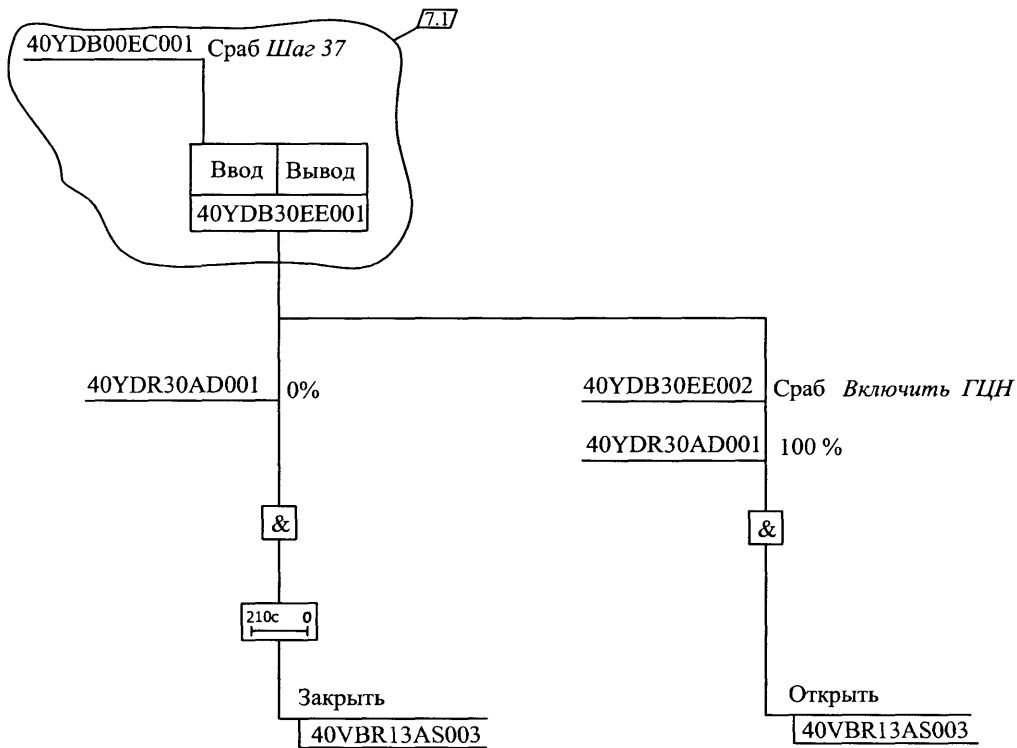 7.1
40YDB00EC001 Сраб Шаг 37
Ввод Вывод
40YDB30EE001
40YDR30AD001 0%
40YDB30EE002 Сраб Включить ГЦН
40YDR30AD001 100 %
& &
210с 0
Закрыть
40VBR13AS003
Открыть
40VBR13AS003